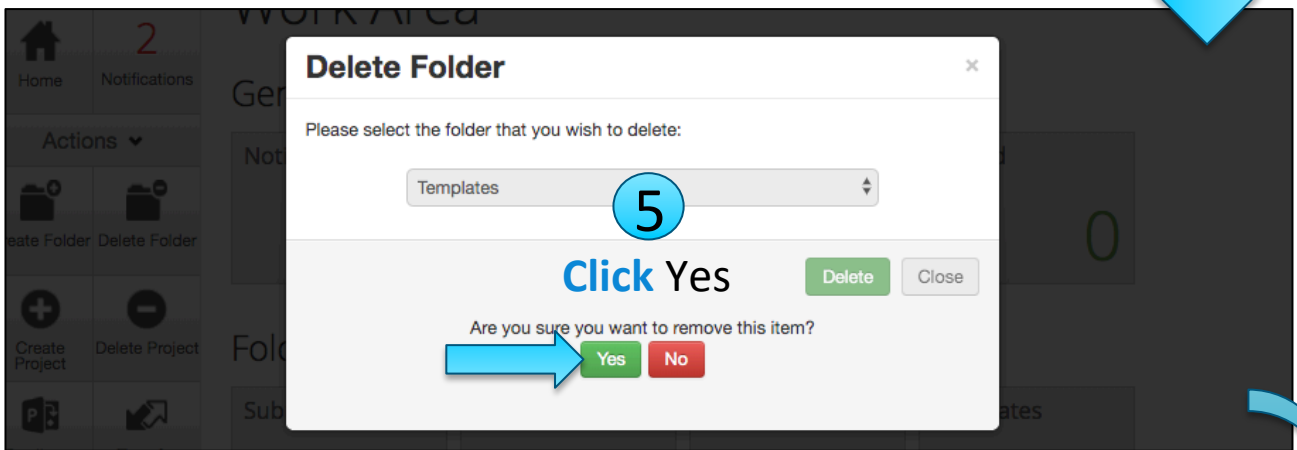 Work Area
2
Home
Notifications
Actions
Delete Folder
Create Project
Delete Project
Delete Folder
×
Please select the folder that you wish to delete:
Templates
5
Click Yes
Delete
Close
Are you sure you want to remove this item?
Yes
No
0